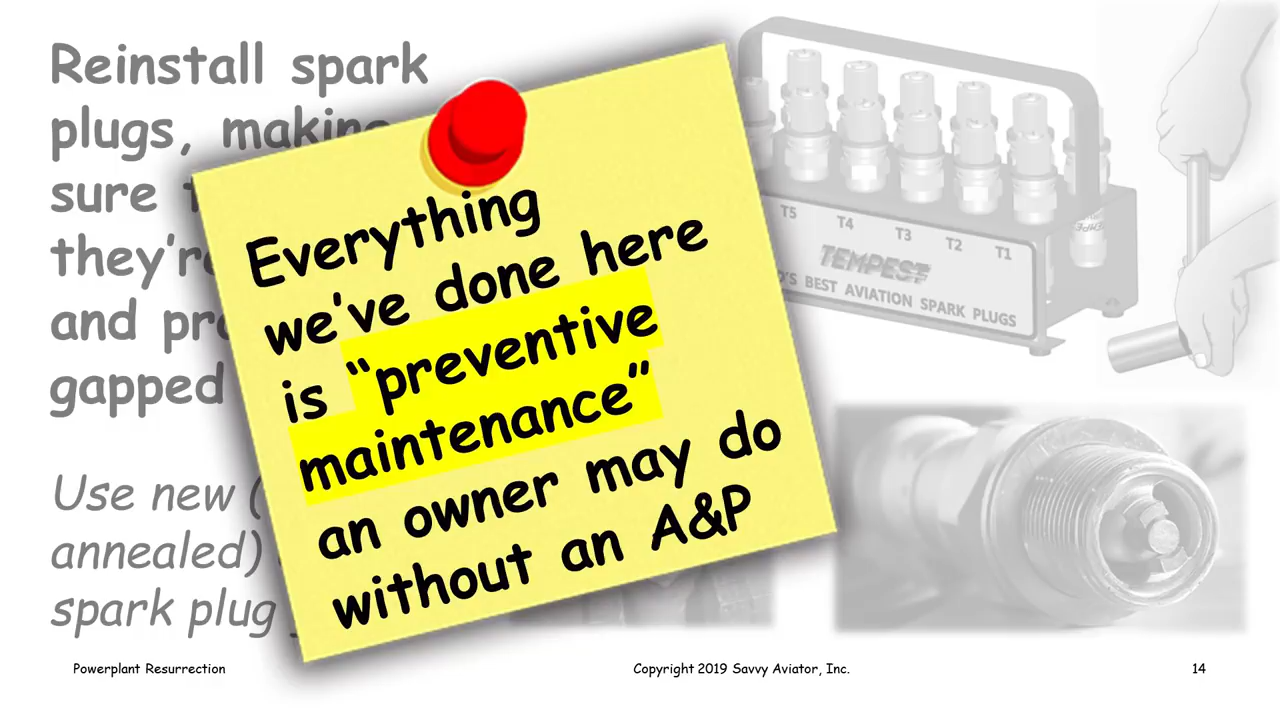 Reinstall spark
plugs, making
sure
they're
and
gapped
Use new (
annealed)
spark plug
Everything
we've done here
is “preventive
maintenance”
an owner may do
without an A&P
T5 T4 T3 T2 T1
TEMPEST
BEST AVIATION SPARK PLUGS
Powerplant Resurrection
Copyright 2019 Savvy Aviator, Inc.
14